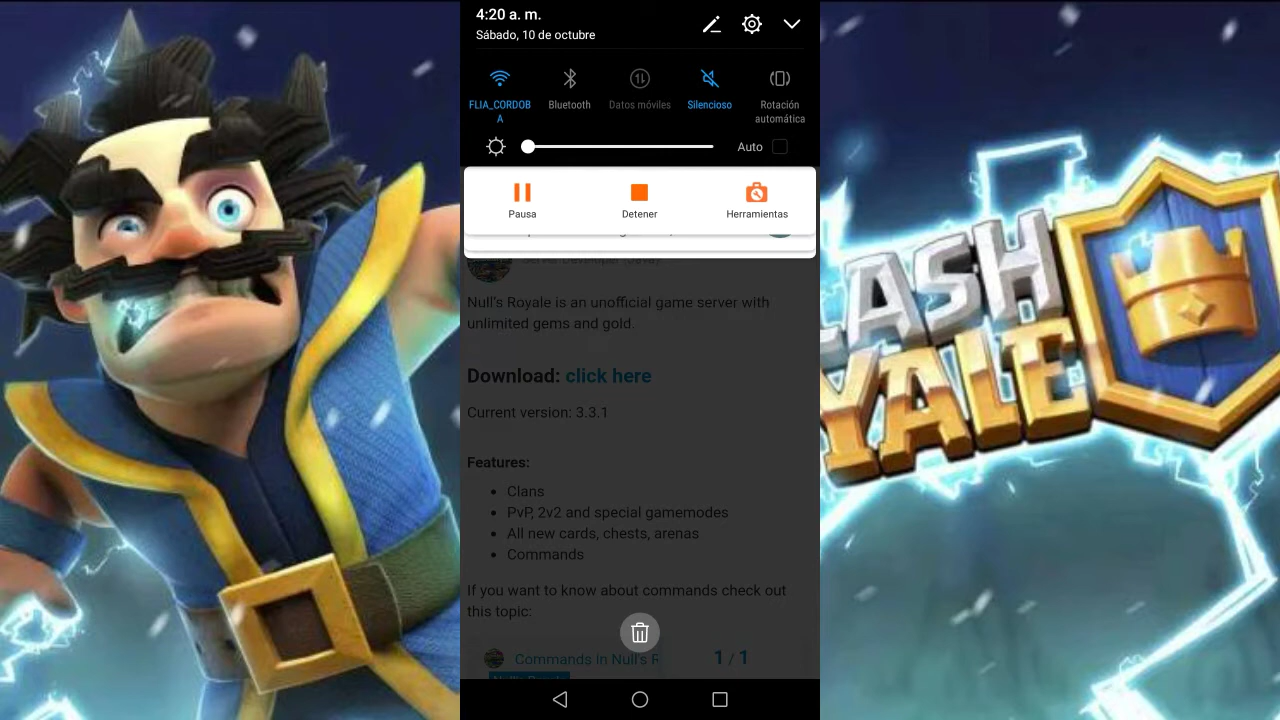 4:20 a. m.
Sábado, 10 de octubre
FLIA_CORDOB
A
Bluetooth
Datos móviles
Silencioso
Rotación
automática
Auto
Pausa
Detener
Herramientas
Null's Royale is an unofficial game server with
unlimited gems and gold.
Download: click here
Current version: 3.3.1
Features:
Clans
PvP, 2v2 and special gamemodes
All new cards, chests, arenas
Commands
If you want to know about commands check out
this topic:
Commands in Null's R
1 / 1
Null's Royale
LASH
YALE